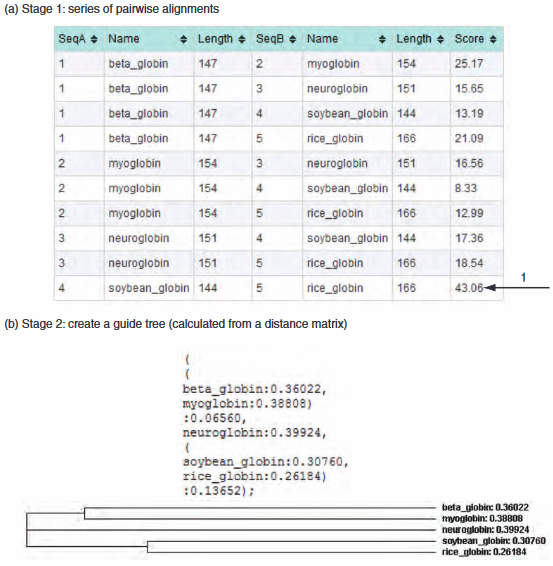 (a) Stage 1: series of pairwise alignments
SeqA Name Length SeqB Name Length Score
1 beta_globin 147 2 myoglobin 154 25.17
1 beta_globin 147 3 neuroglobin 151 15.65
1 beta_globin 147 4 soybean_globin 144 13.19
1 beta_globin 147 5 rice_globin 166 21.09
2 myoglobin 154 3 neuroglobin 151 16.56
2 myoglobin 154 4 soybean_globin 144 8.33
2 myoglobin 154 5 rice_globin 166 12.99
3 neuroglobin 151 4 soybean_globin 144 17.36
3 neuroglobin 151 5 rice_globin 166 18.54
4 soybean_globin 144 5 rice_globin 166 43.06 1
(b) Stage 2: create a guide tree (calculated from a distance matrix)
(
(
beta_globin:0.36022,
myoglobin:0.38808)
:0.06560,
neuroglobin:0.39924,
(
soybean_globin:0.30760,
rice_globin:0.26184)
:0.13652);
beta_globin: 0.36022
myoglobin: 0.38808
neuroglobin: 0.39924
soybean_globin: 0.30760
rice_globin: 0.26184